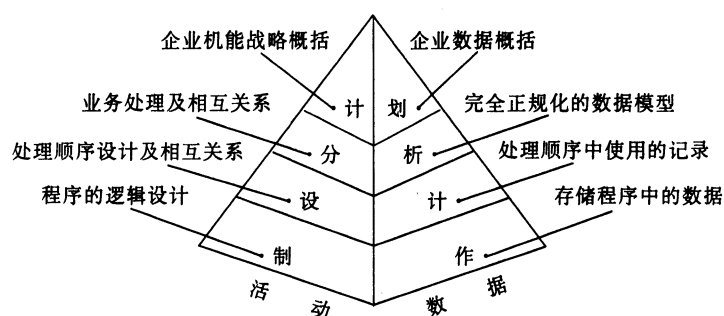 企业机能战略概括 企业数据概括
计 划
业务处理及相互关系 完全正规化的数据模型
分 析
处理顺序设计及相互关系 处理顺序中使用的记录
程序的逻辑设计 设 计 存储程序中的数据
制 作
活 动 数 据